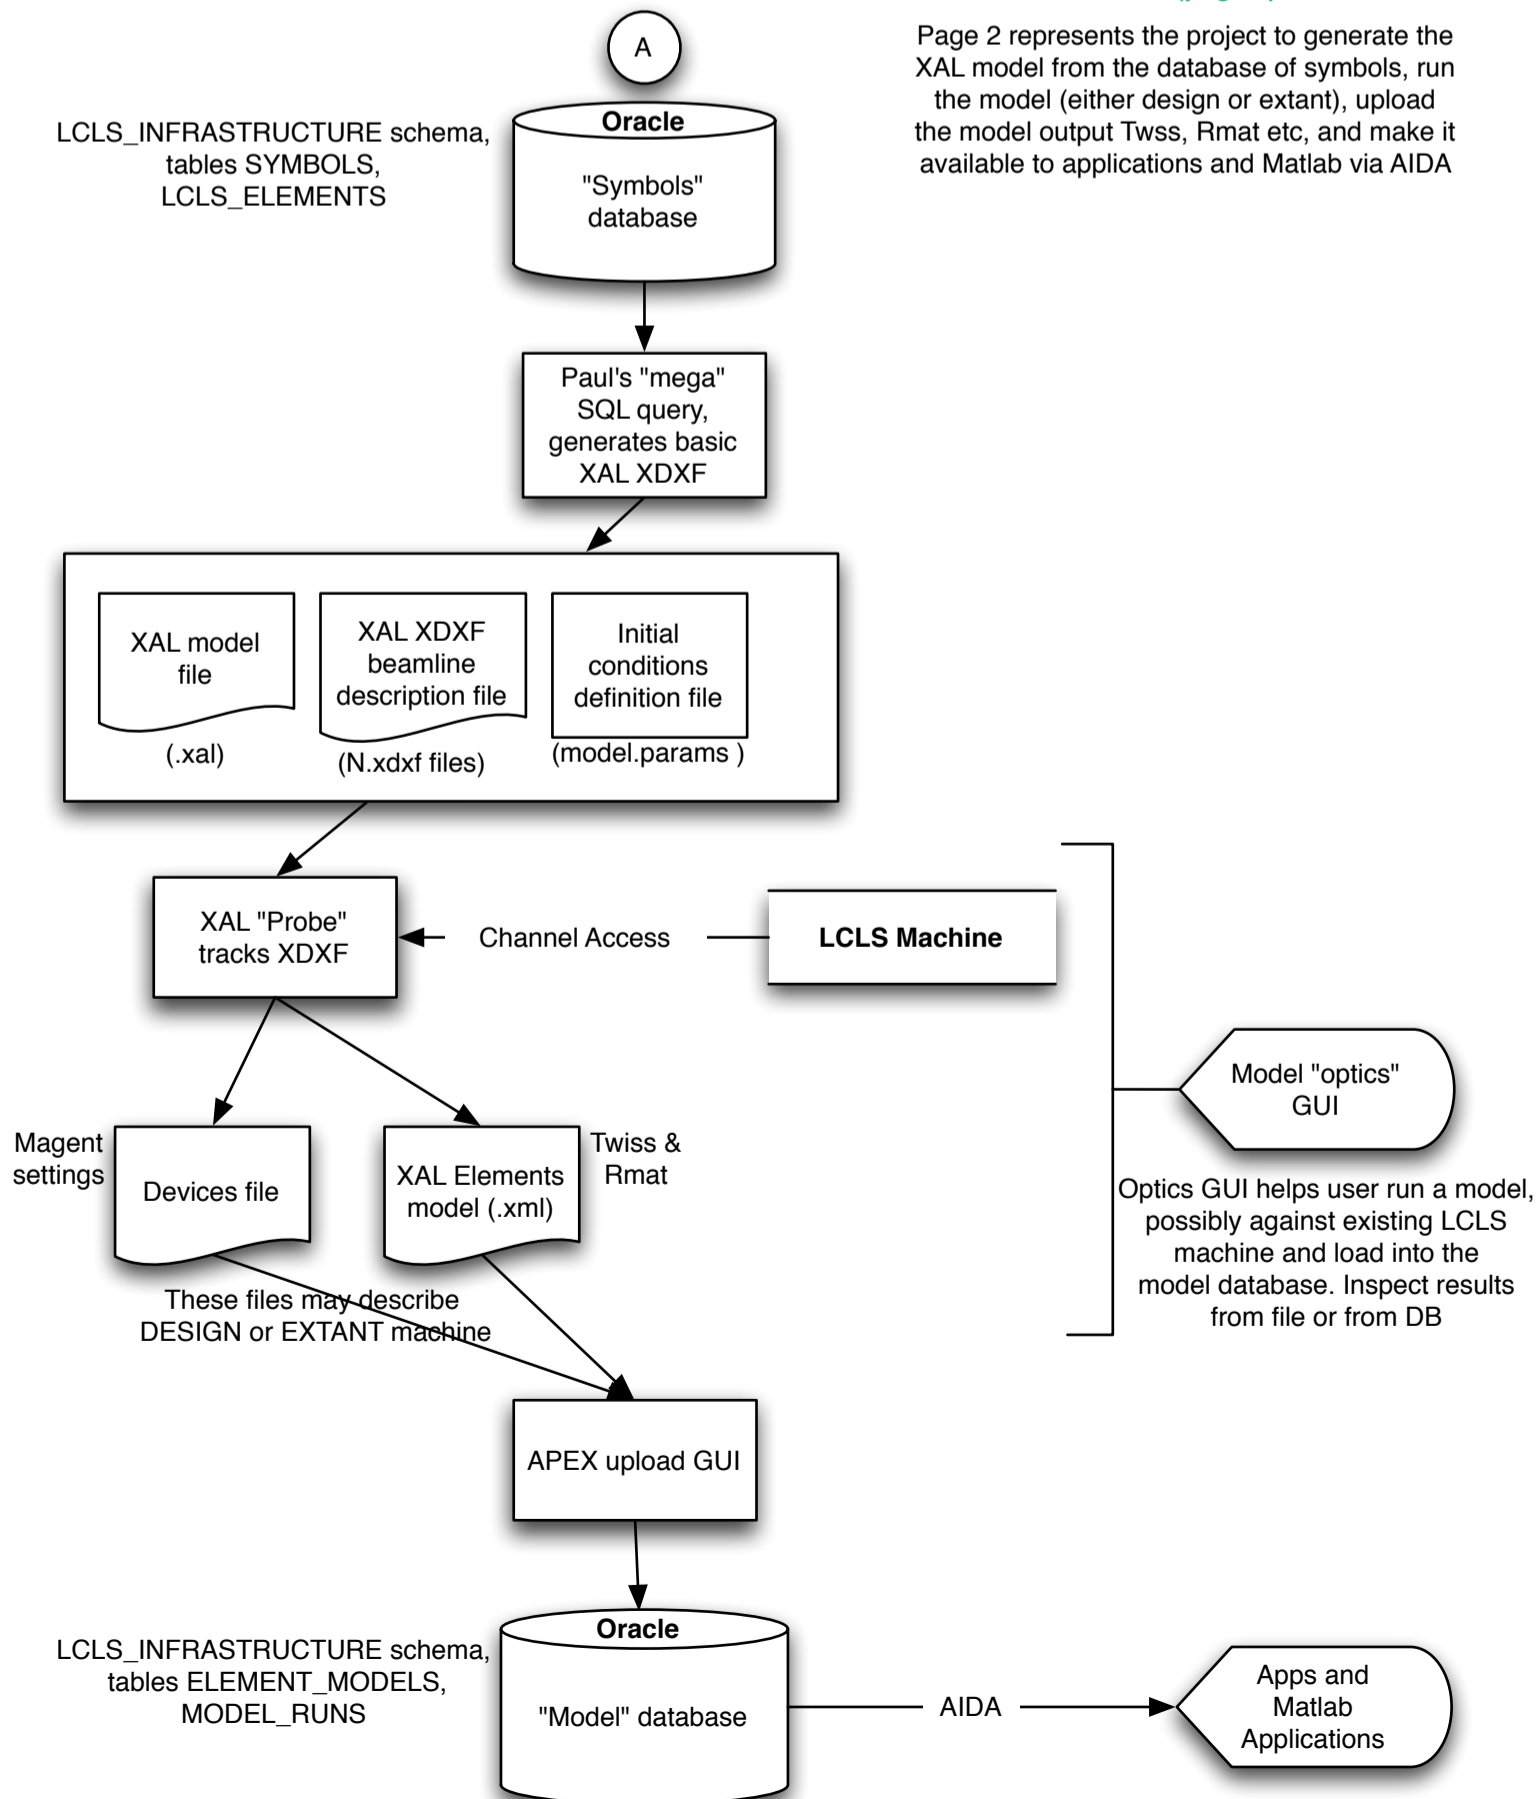 A
Page 2 represents the project to generate the
XAL model from the database of symbols, run
the model (either design or extant), upload
the model output Twss, Rmat etc, and make it
available to applications and Matlab via AIDA
LCLS_INFRASTRUCTURE schema,
tables SYMBOLS,
LCLS_ELEMENTS
Oracle
"Symbols"
database
Paul's "mega"
SQL query,
generates basic
XAL XDXF
XAL model
file
(.xal)
XAL XDXF
beamline
description file
(N.xdxf files)
Initial
conditions
definition file
(model.params )
XAL "Probe"
tracks XDXF
Channel Access
LCLS Machine
Model "optics"
GUI
Optics GUI helps user run a model,
possibly against existing LCLS
machine and load into the
model database. Inspect results
from file or from DB
Magent
settings
Devices file
XAL Elements
model (.xml)
Twiss &
Rmat
These files may describe
DESIGN or EXTANT machine
APEX upload GUI
LCLS_INFRASTRUCTURE schema,
tables ELEMENT_MODELS,
MODEL_RUNS
Oracle
"Model" database
AIDA
Apps and
Matlab
Applications